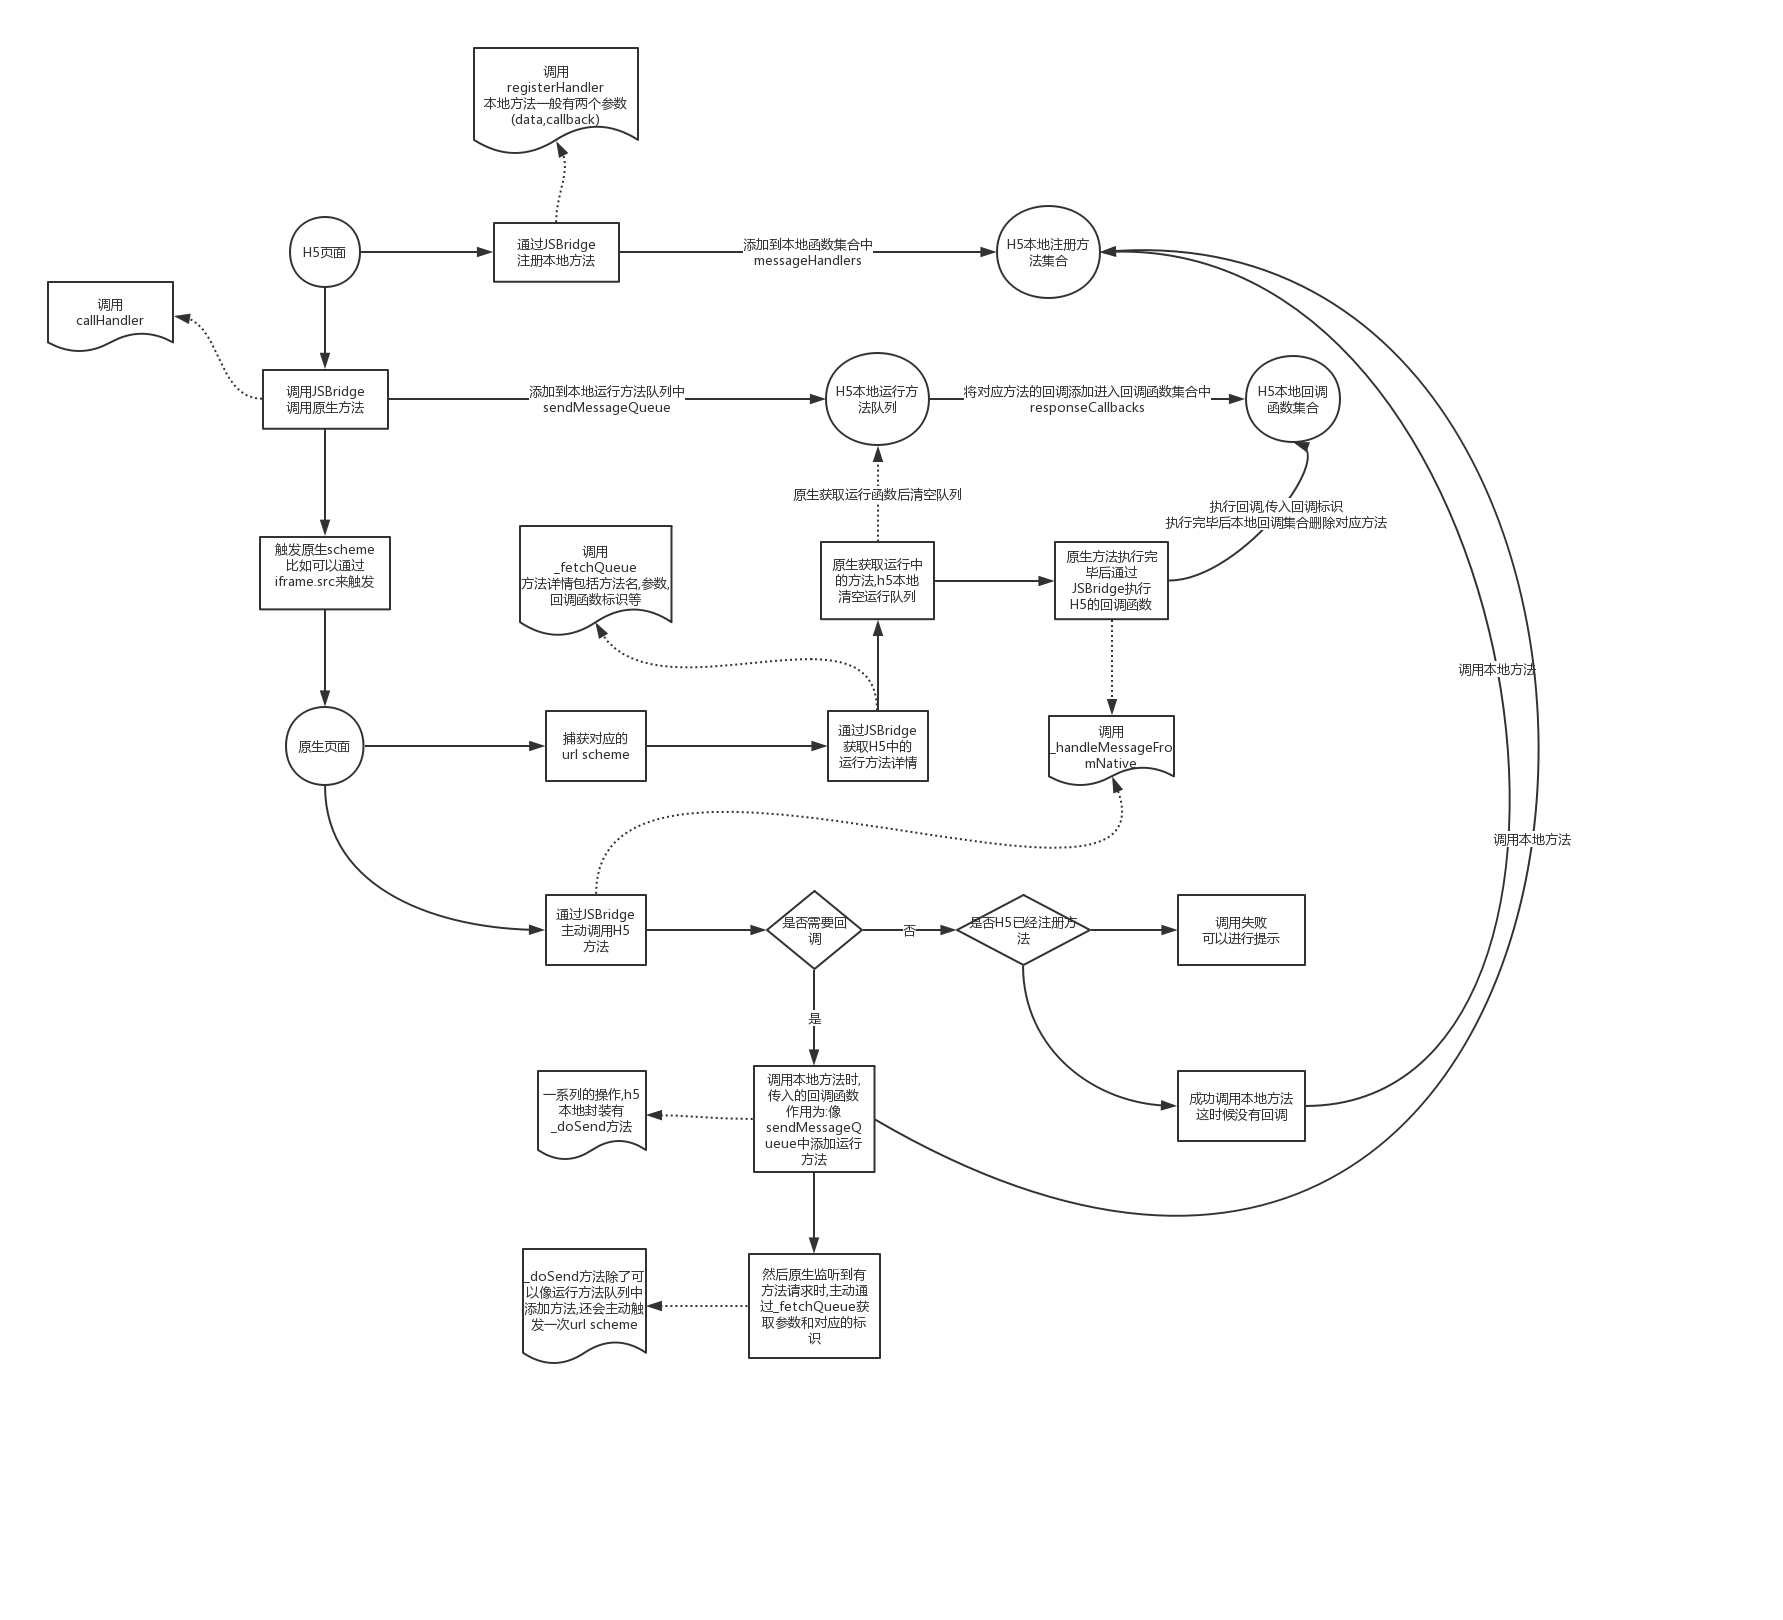 调用
registerHandler
本地方法一般有两个参数
(data,callback)
H5页面
通过JSBridge
注册本地方法
添加到本地函数集合中
messageHandlers
H5本地注册方
法集合
调用
callHandler
调用JSBridge
调用原生方法
添加到本地运行方法队列中
sendMessageQueue
H5本地运行方
法队列
将对应方法的回调添加进入回调函数集合中
responseCallbacks
H5本地回调
函数集合
原生获取运行函数后清空队列
执行回调,传入回调标识
执行完毕后本地回调集合删除对应方法
触发原生scheme
比如可以通过
iframe.src来触发
调用
_fetchQueue
方法详情包括方法名,参数,
回调函数标识等
原生获取运行中
的方法,h5本地
清空运行队列
原生方法执行完
毕后通过
JSBridge执行
H5的回调函数
调用本地方法
原生页面
捕获对应的
url scheme
通过JSBridge
获取H5中的
运行方法详情
调用
_handleMessageFro
mNative
调用本地方法
通过JSBridge
主动调用H5
方法
是否需要回
调
否
是否H5已经注册方
法
调用失败
可以进行提示
是
一系列的操作,h5
本地封装有
_doSend方法
调用本地方法时,
传入的回调函数
作用为:像
sendMessageQ
ueue中添加运行
方法
成功调用本地方法
这时候没有回调
_doSend方法除了可
以像运行方法队列中
添加方法,还会主动触
发一次url scheme
然后原生监听到有
方法请求时,主动通
过_fetchQueue获
取参数和对应的标
识